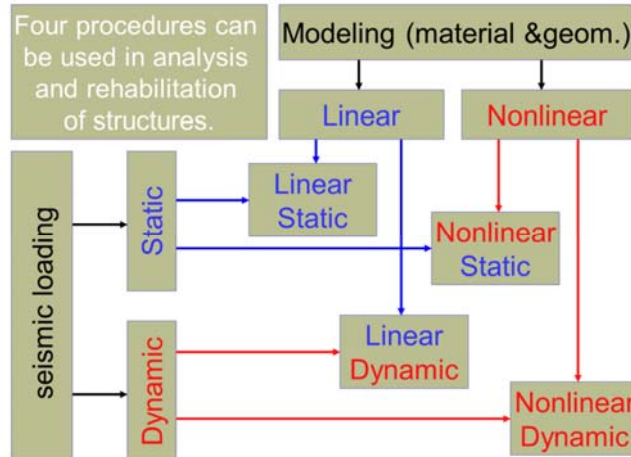 Four procedures can
be used in analysis
and rehabilitation
of structures.
Modeling (material &geom.)
Linear
Nonlinear
seismic loading
Static
Linear
Static
Nonlinear
Static
Dynamic
Linear
Dynamic
Nonlinear
Dynamic